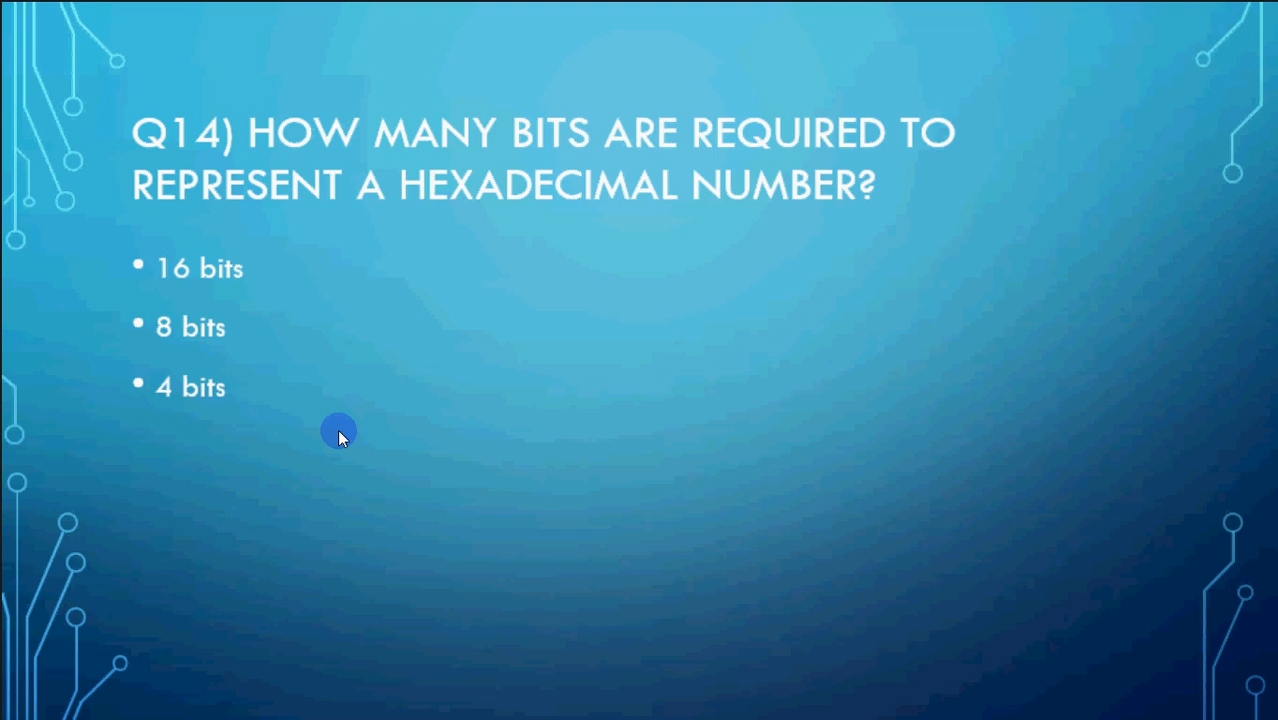 Q14) HOW MANY BITS ARE REQUIRED TO
REPRESENT A HEXADECIMAL NUMBER?
• 16 bits
• 8 bits
• 4 bits